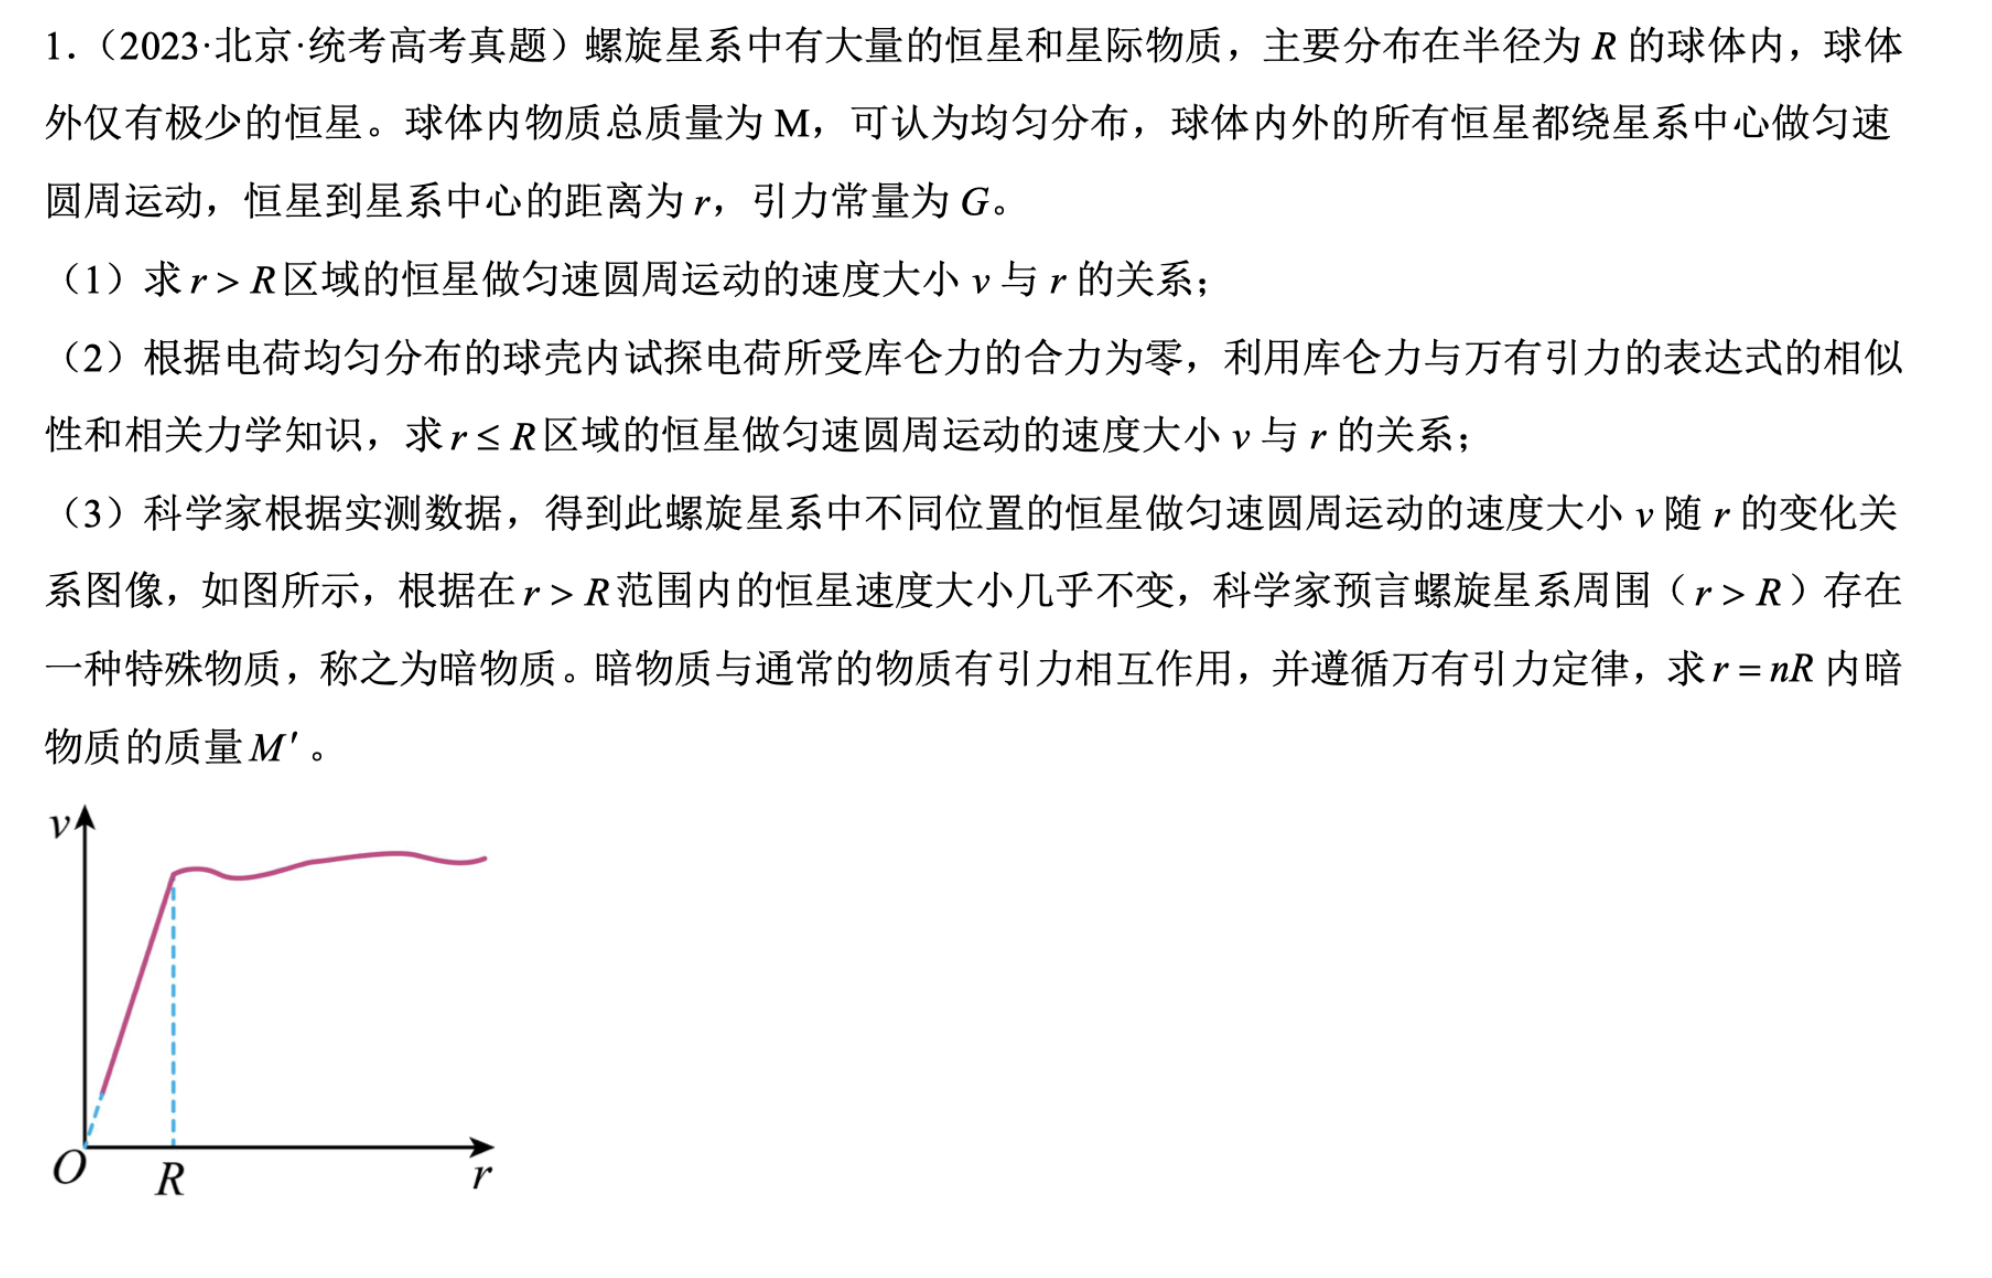 1.（2023·北京·统考高考真题）螺旋星系中有大量的恒星和星际物质，主要分布在半径为 R 的球体内，球体
外仅有极少的恒星。球体内物质总质量为 M，可认为均匀分布，球体内外的所有恒星都绕星系中心做匀速
圆周运动，恒星到星系中心的距离为 r，引力常量为 G。
（1）求 r > R 区域的恒星做匀速圆周运动的速度大小 v 与 r 的关系；
（2）根据电荷均匀分布的球壳内试探电荷所受库仑力的合力为零，利用库仑力与万有引力的表达式的相似
性和相关力学知识，求 r ≤ R 区域的恒星做匀速圆周运动的速度大小 v 与 r 的关系；
（3）科学家根据实测数据，得到此螺旋星系中不同位置的恒星做匀速圆周运动的速度大小 v 随 r 的变化关
系图像，如图所示，根据在 r > R 范围内的恒星速度大小几乎不变，科学家预言螺旋星系周围（r > R）存在
一种特殊物质，称之为暗物质。暗物质与通常的物质有引力相互作用，并遵循万有引力定律，求 r = nR 内暗
物质的质量 M′。
v
O
R
r